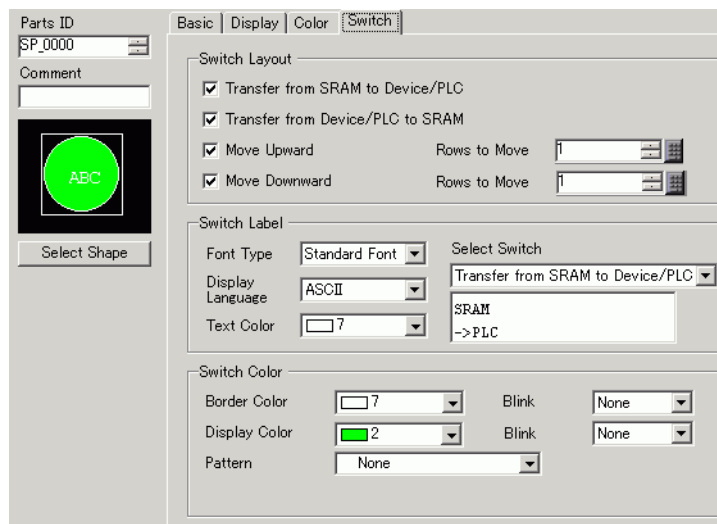 Parts ID
SP_0000
Comment
ABC
Select Shape
Basic Display Color Switch
Switch Layout
Transfer from SRAM to Device/PLC
Transfer from Device/PLC to SRAM
Move Upward Rows to Move 1
Move Downward Rows to Move 1
Switch Label
Font Type Standard Font Select Switch
Transfer from SRAM to Device/PLC
Display Language ASCII
SRAM
->PLC
Text Color 7
Switch Color
Border Color 7 Blink None
Display Color 2 Blink None
Pattern None